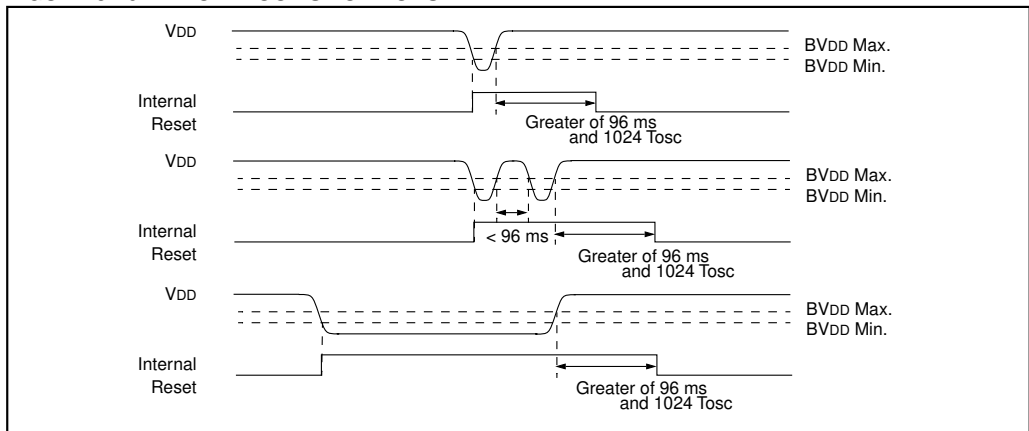 VDD
BVDD Max.
BVDD Min.
Internal
Reset
Greater of 96 ms
and 1024 Tosc
VDD
BVDD Max.
BVDD Min.
Internal
Reset
< 96 ms
Greater of 96 ms
and 1024 Tosc
VDD
BVDD Max.
BVDD Min.
Internal
Reset
Greater of 96 ms
and 1024 Tosc